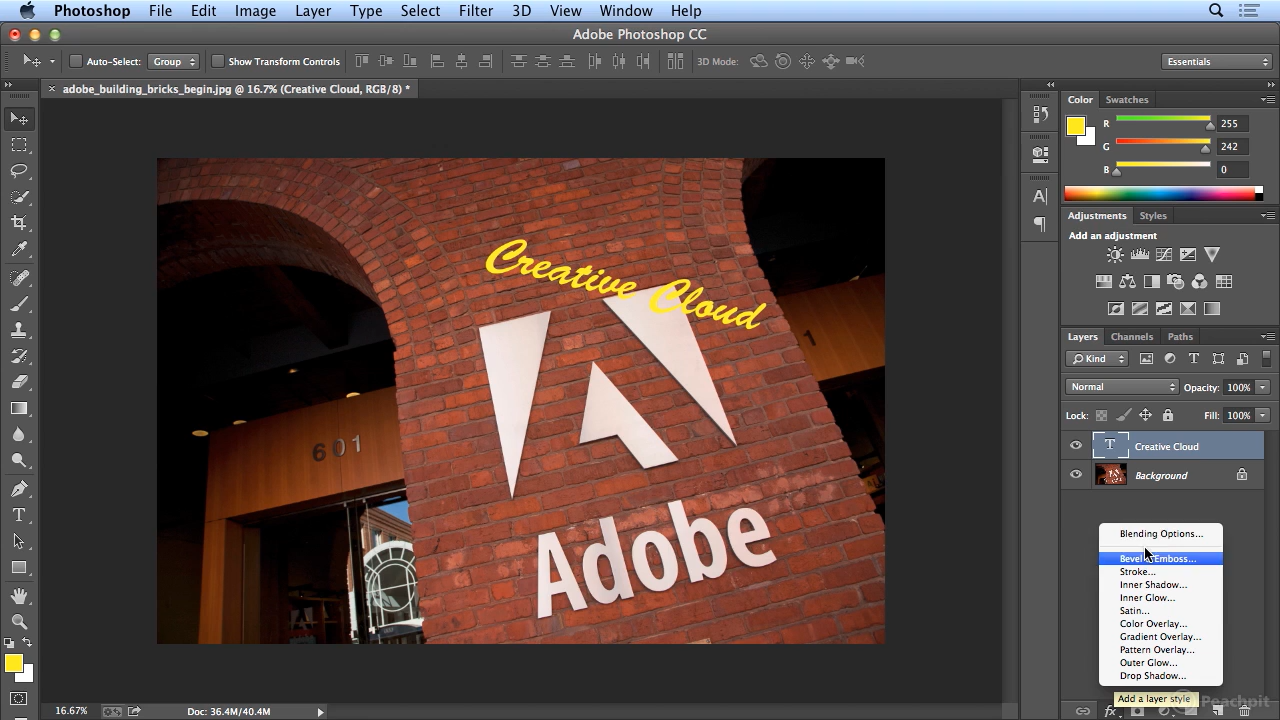 Photoshop File Edit Image Layer Type Select Filter 3D View Window Help
Adobe Photoshop CC
Auto-Select: Group Show Transform Controls 3D Mode: Essentials
adobe_building_bricks_begin.jpg @ 16.7% (Creative Cloud, RGB/8) *
Color Swatches
R 255
G 242
B 0
Adjustments Styles
Add an adjustment
Creative Cloud
1
601
Adobe
Layers Channels Paths
Kind
Normal Opacity: 100%
Lock: Fill: 100%
T Creative Cloud
Background
Blending Options...
Emboss...
Stroke...
Inner Shadow...
Inner Glow...
Satin...
Color Overlay...
Gradient Overlay...
Pattern Overlay...
Outer Glow...
Drop Shadow...
Add a layer style
Peachpit
fx
16.67% Doc: 36.4M/40.4M